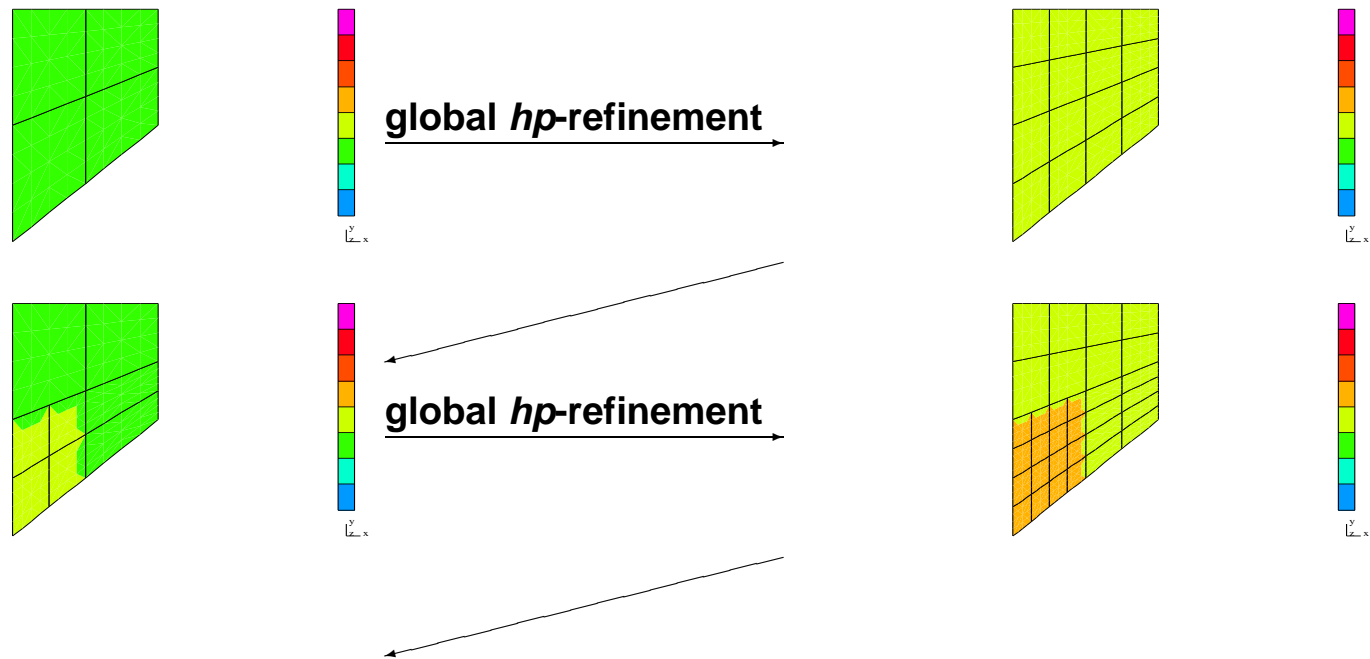 global hp-refinement
y
z x
y
z x
global hp-refinement
y
z x
y
z x